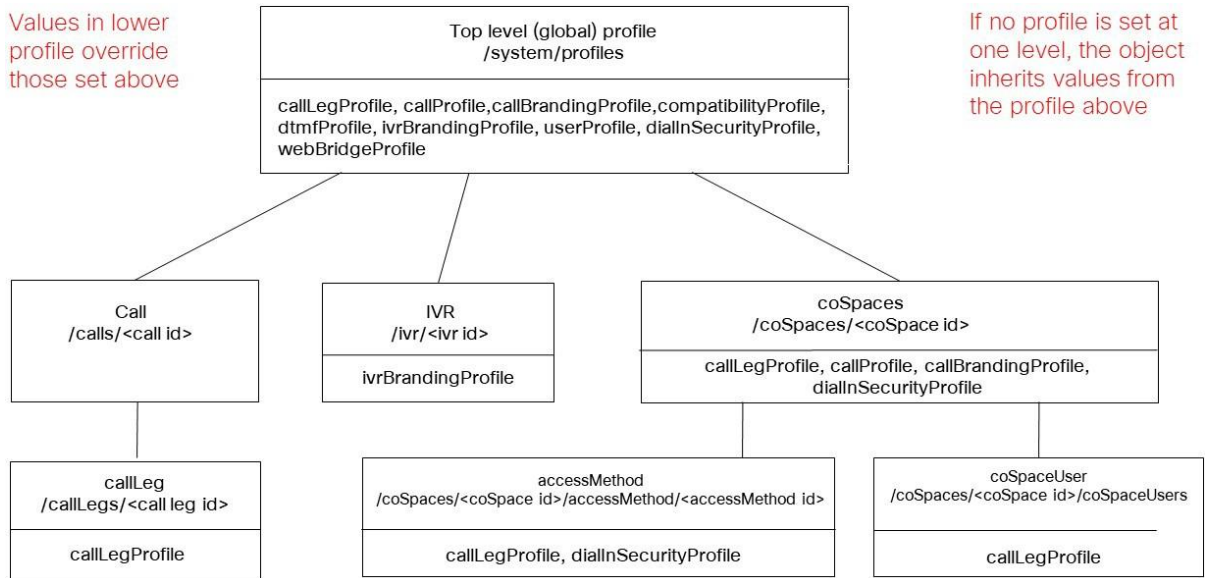 Values in lower
profile override
those set above
Top level (global) profile
/system/profiles
callLegProfile, callProfile,callBrandingProfile,compatibilityProfile,
dtmfProfile, ivrBrandingProfile, userProfile, dialInSecurityProfile,
webBridgeProfile
If no profile is set at
one level, the object
inherits values from
the profile above
Call
/calls/<call id>
IVR
/ivr/<ivr id>
ivrBrandingProfile
coSpaces
/coSpaces/<coSpace id>
callLegProfile, callProfile, callBrandingProfile,
dialInSecurityProfile
callLeg
/callLegs/<call leg id>
callLegProfile
accessMethod
/coSpaces/<coSpace id>/accessMethod/<accessMethod id>
callLegProfile, dialInSecurityProfile
coSpaceUser
/coSpaces/<coSpace id>/coSpaceUsers
callLegProfile